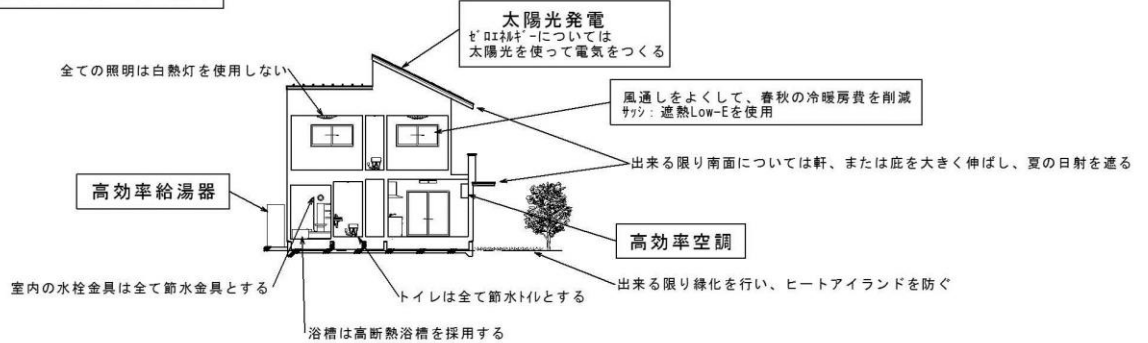 太陽光発電
ｾﾞﾛｴﾈﾙｷﾞｰについては
太陽光を使って電気をつくる
全ての照明は白熱灯を使用しない
風通しをよくして、春秋の冷暖房費を削減
ｻｯｼ：遮熱Low-Eを使用
出来る限り南面については軒、または庇を大きく伸ばし、夏の日射を遮る
高効率給湯器
高効率空調
室内の水栓金具は全て節水金具とする
トイレは全て節水ﾄｲﾚとする
出来る限り緑化を行い、ヒートアイランドを防ぐ
浴槽は高断熱浴槽を採用する